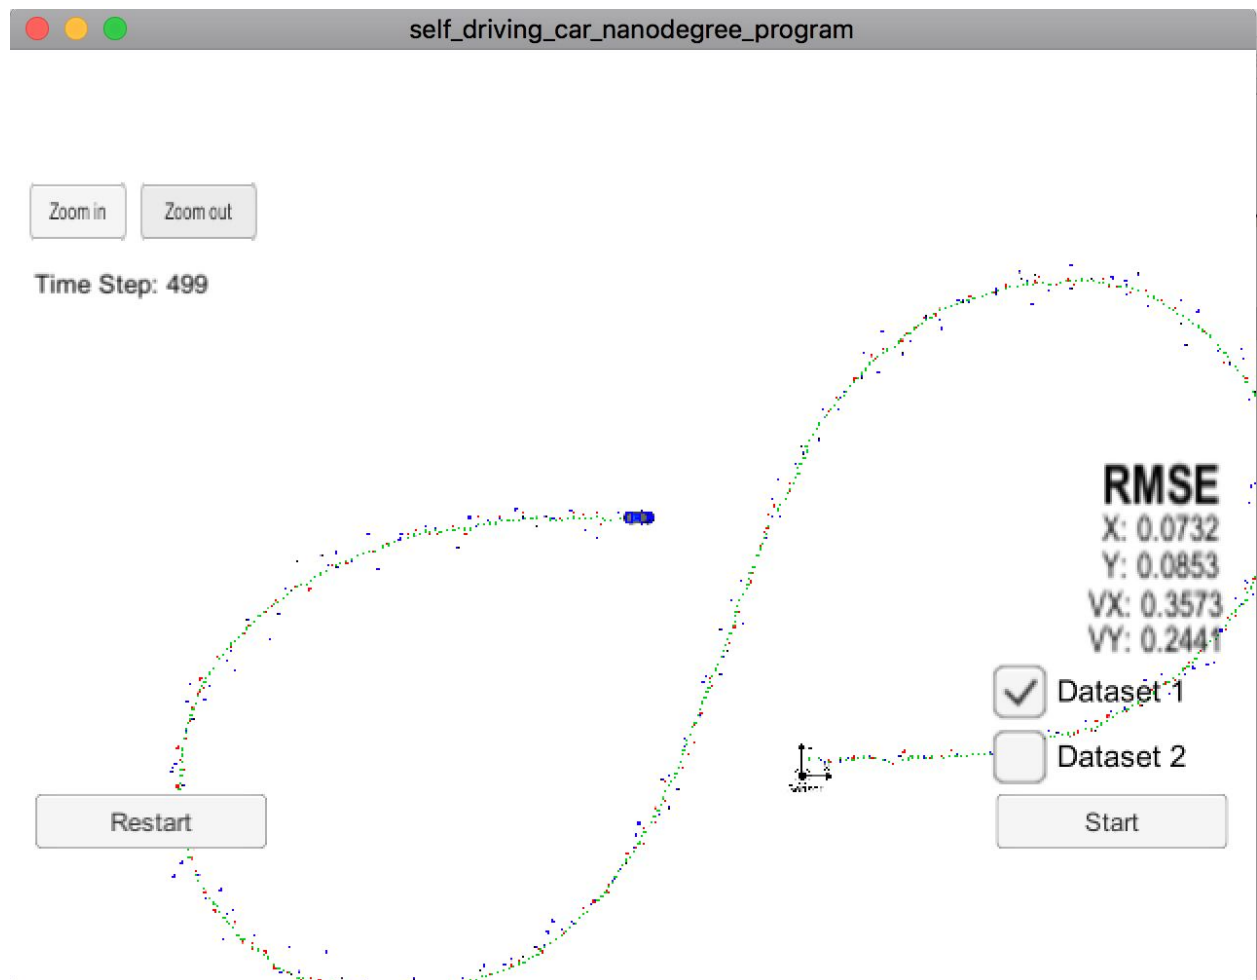 self_driving_car_nanodegree_program
Zoom in
Zoom out
Time Step: 499
RMSE
X: 0.0732
Y: 0.0853
VX: 0.3573
VY: 0.2441
Dataset 1
Dataset 2
Restart
Start